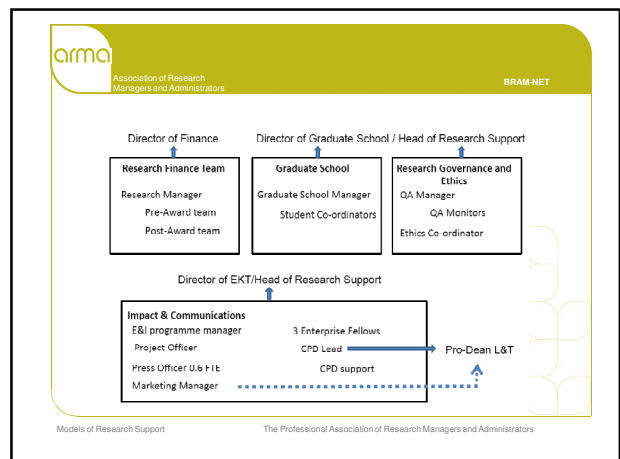 arma
Association of Research
Managers and Administrators
BRAM-NET
Director of Finance
Director of Graduate School / Head of Research Support
Research Finance Team
Research Manager
Pre-Award team
Post-Award team
Graduate School
Graduate School Manager
Student Co-ordinators
Research Governance and
Ethics
QA Manager
QA Monitors
Ethics Co-ordinator
Director of EKT/Head of Research Support
Impact & Communications
E&I programme manager
3 Enterprise Fellows
Project Officer
CPD Lead
Pro-Dean L&T
Press Officer 0.6 FTE
CPD support
Marketing Manager
Models of Research Support
The Professional Association of Research Managers and Administrators